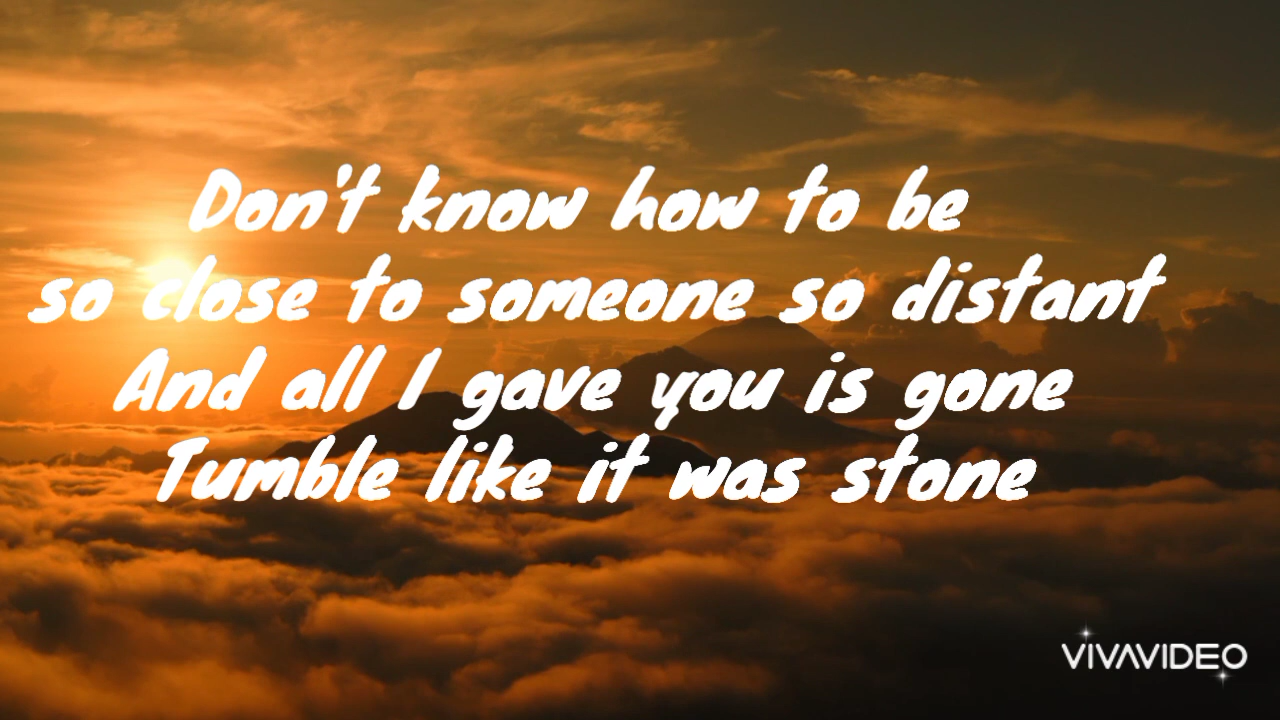 Don't know how to be
so close to someone so distant
And all I gave you is gone
Tumble like it was stone
VIVAVIDEO